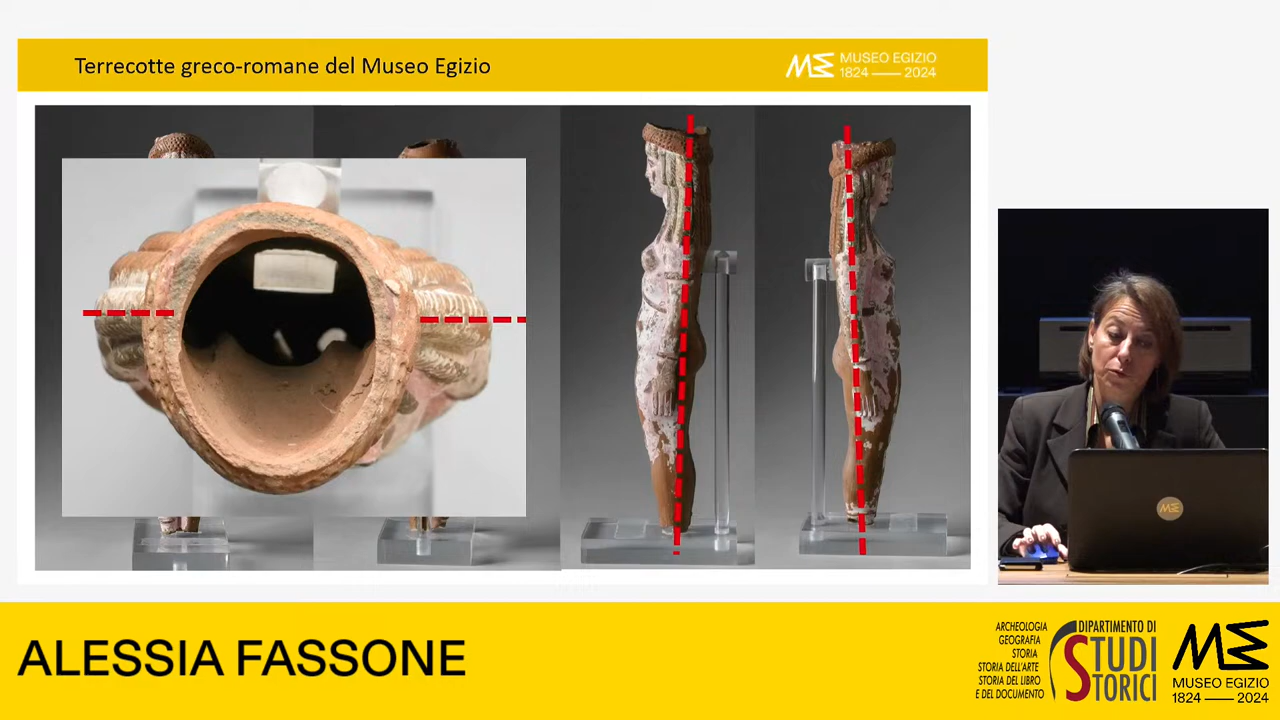 Terrecotte greco-romane del Museo Egizio
MUSEO EGIZIO
1824 — 2024
ALESSIA FASSONE
ARCHEOLOGIA
GEOGRAFIA
STORIA
STORIA DELL'ARTE
STORIA DEL LIBRO
E DEL DOCUMENTO
DIPARTIMENTO DI
STUDI
STORICI
ME
MUSEO EGIZIO
1824 — 2024